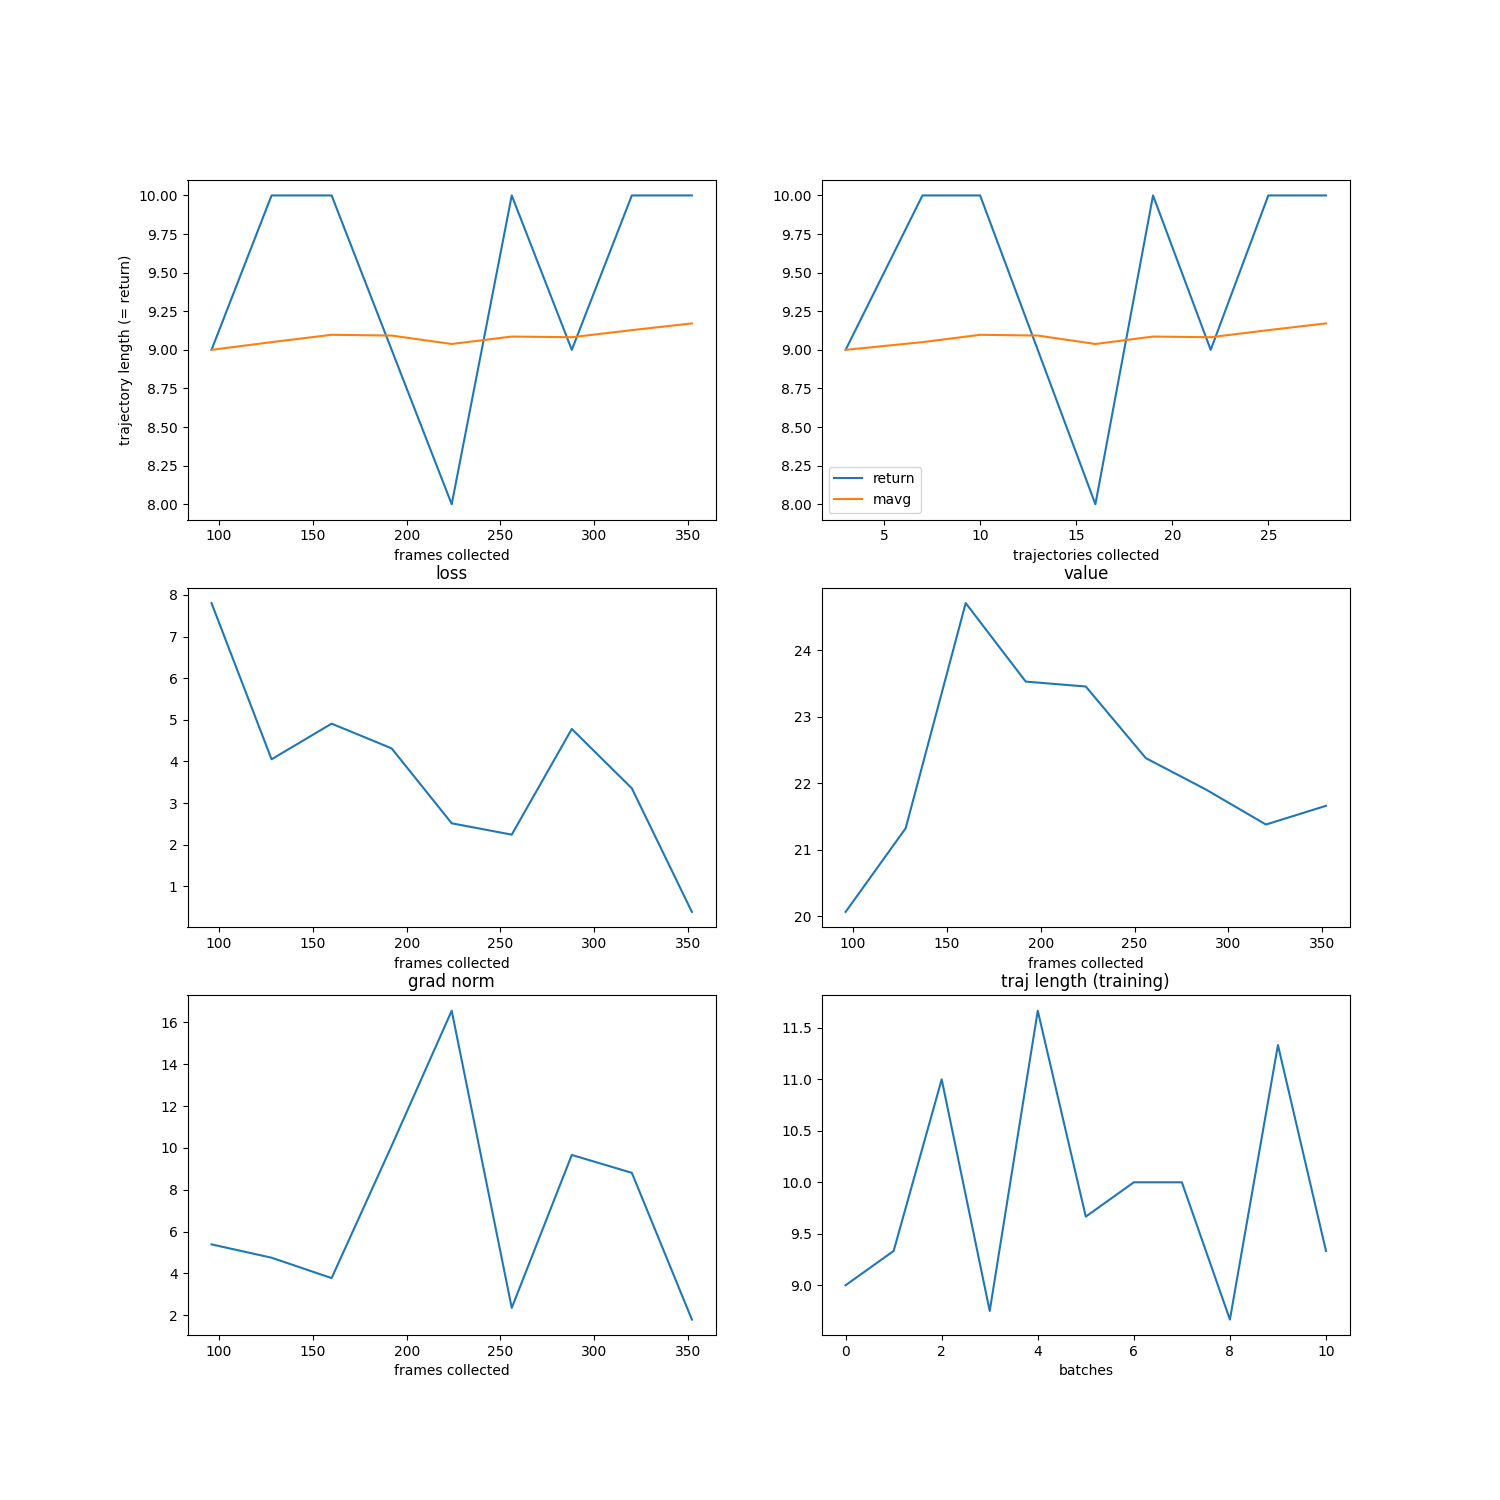 trajectory length (= return)
10.00
9.75
9.50
9.25
9.00
8.75
8.50
8.25
8.00
100 150 200 250 300 350
frames collected
10.00
9.75
9.50
9.25
9.00
8.75
8.50
8.25
8.00
return
mavg
5 10 15 20 25
trajectories collected
loss
8
7
6
5
4
3
2
1
100 150 200 250 300 350
frames collected
value
24
23
22
21
20
100 150 200 250 300 350
frames collected
grad norm
16
14
12
10
8
6
4
2
100 150 200 250 300 350
frames collected
traj length (training)
11.5
11.0
10.5
10.0
9.5
9.0
0 2 4 6 8 10
batches